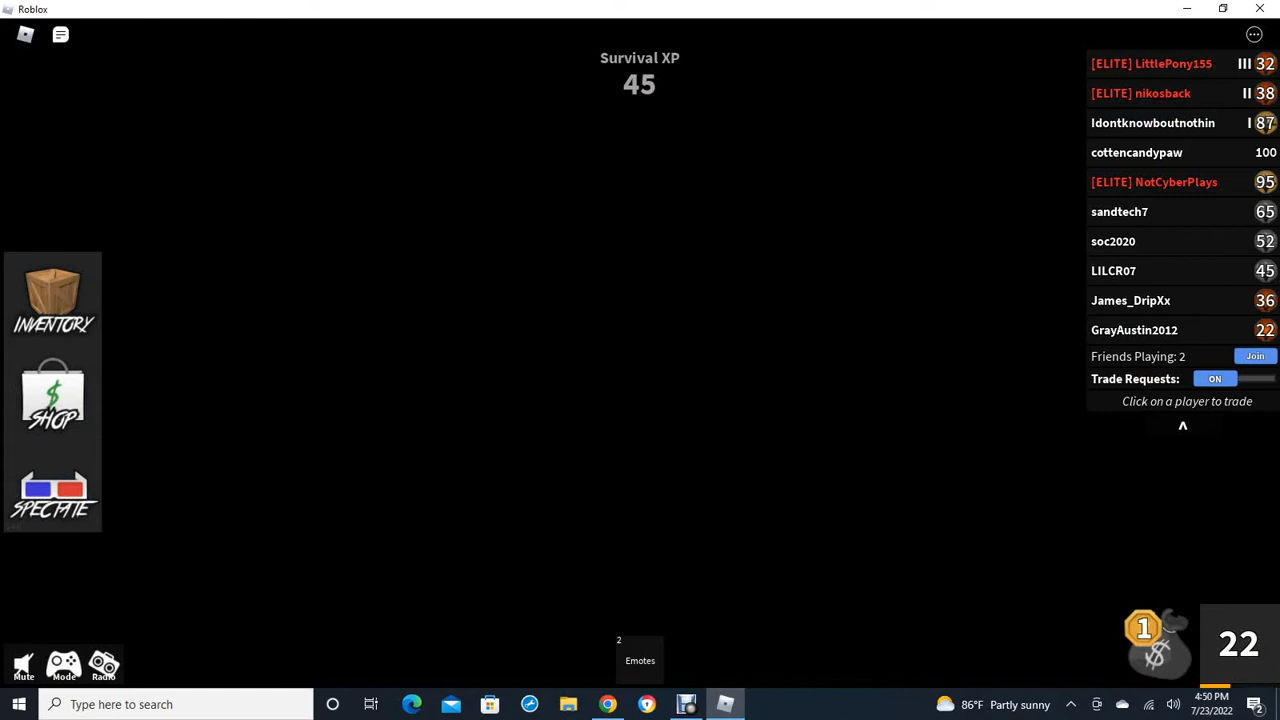 Roblox
Survival XP
45
[ELITE] LittlePony155 III 32
[ELITE] nikosback II 38
Idontknowboutnothin I 87
cottencandypaw 100
[ELITE] NotCyberPlays 95
sandtech7 65
soc2020 52
LILCR07 45
James_DripXx 36
GrayAustin2012 22
Friends Playing: 2 Join
Trade Requests: ON
Click on a player to trade
INVENTORY
$
SHOP
SPECTATE
Mute Mode Radio
2
Emotes
1
$
22
Type here to search
86°F Partly sunny
4:50 PM
7/23/2022
2